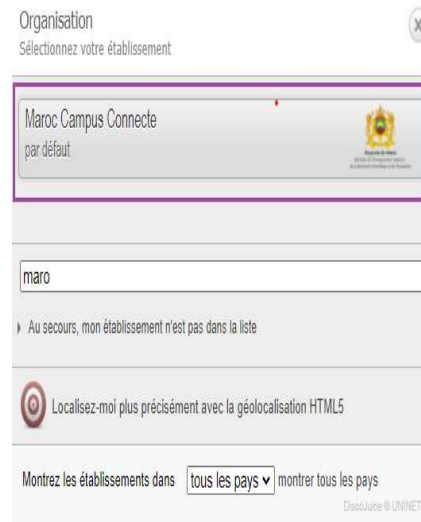 Organisation
Sélectionnez votre établissement
x
Maroc Campus Connecte
par défaut
maro
Au secours, mon établissement n'est pas dans la liste
Localisez-moi plus précisément avec la géolocalisation HTML5
Montrez les établissements dans tous les pays montrer tous les pays
DiscoJuice © UNINET